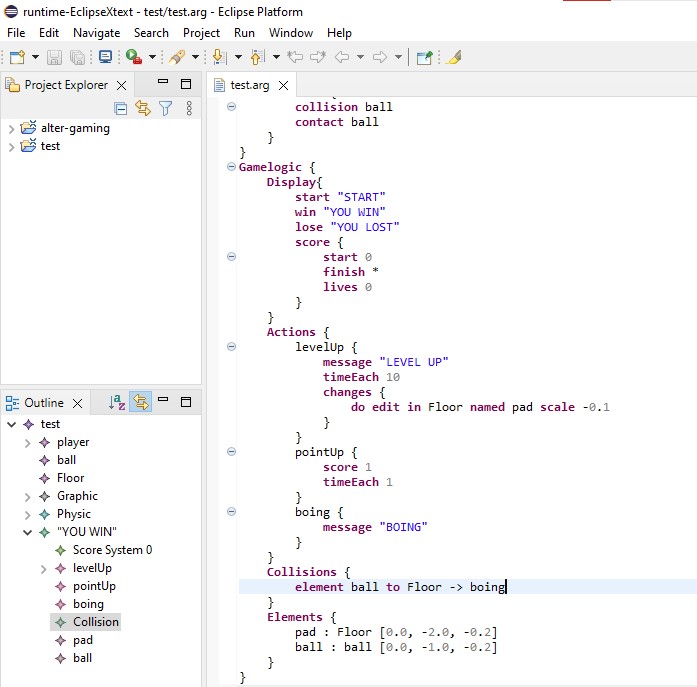 runtime-EclipseXtext - test/test.arg - Eclipse Platform
File Edit Navigate Search Project Run Window Help
Project Explorer
alter-gaming
test
test.arg
collision ball
contact ball
}
}
Gamelogic {
Display{
start "START"
win "YOU WIN"
lose "YOU LOST"
score {
start 0
finish *
lives 0
}
}
Actions {
levelUp {
message "LEVEL UP"
timeEach 10
changes {
do edit in Floor named pad scale -0.1
}
}
pointUp {
score 1
timeEach 1
}
boing {
message "BOING"
}
}
Collisions {
element ball to Floor -> boing
}
Elements {
pad : Floor [0.0, -2.0, -0.2]
ball : ball [0.0, -1.0, -0.2]
}
}
Outline
test
player
ball
Floor
Graphic
Physic
"YOU WIN"
Score System 0
levelUp
pointUp
boing
Collision
pad
ball